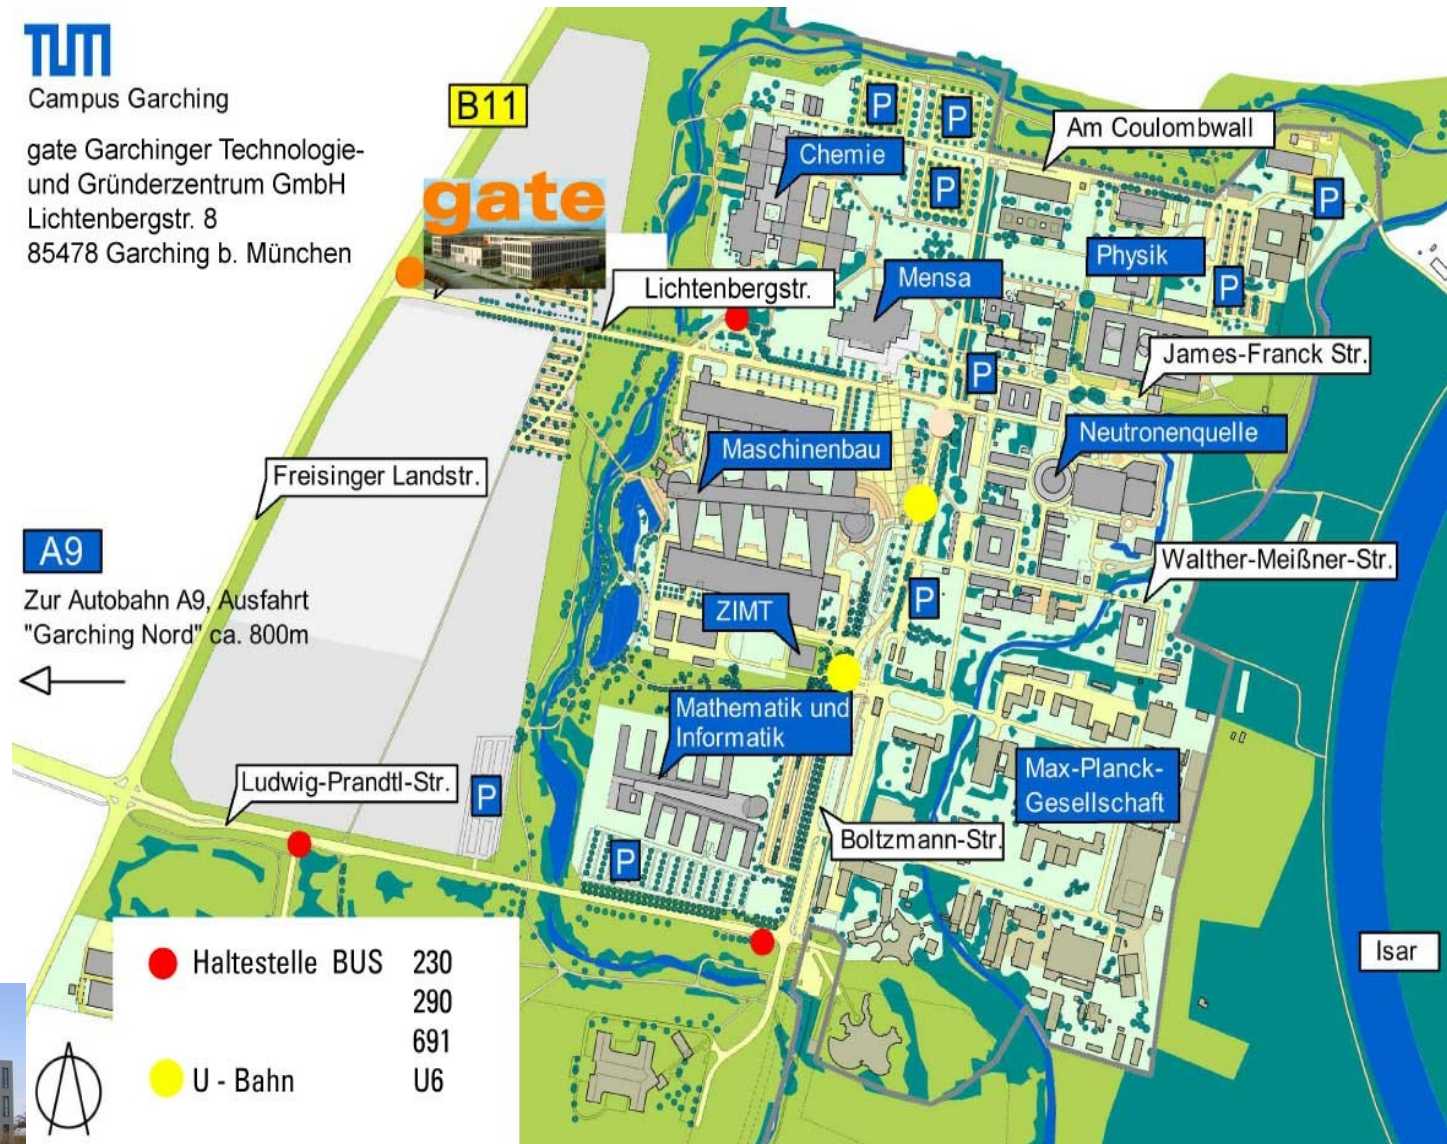 TUM
Campus Garching
gate Garchinger Technologie-
und Gründerzentrum GmbH
Lichtenbergstr. 8
85478 Garching b. München
B11
gate
P
P
P
Am Coulombwall
Chemie
P
Physik
P
Mensa
Lichtenbergstr.
James-Franck Str.
P
Neutronenquelle
Maschinenbau
Freisinger Landstr.
A9
Zur Autobahn A9, Ausfahrt
"Garching Nord" ca. 800m
Walther-Meißner-Str.
P
ZIMT
Mathematik und
Informatik
Max-Planck-
Gesellschaft
Ludwig-Prandtl-Str.
P
Boltzmann-Str.
P
Isar
Haltestelle BUS 230
290
691
U - Bahn U6